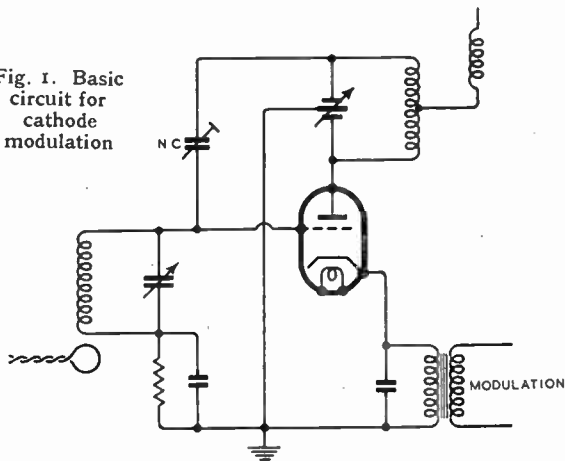 Fig. 1. Basic
circuit for
cathode
modulation
NC
MODULATION